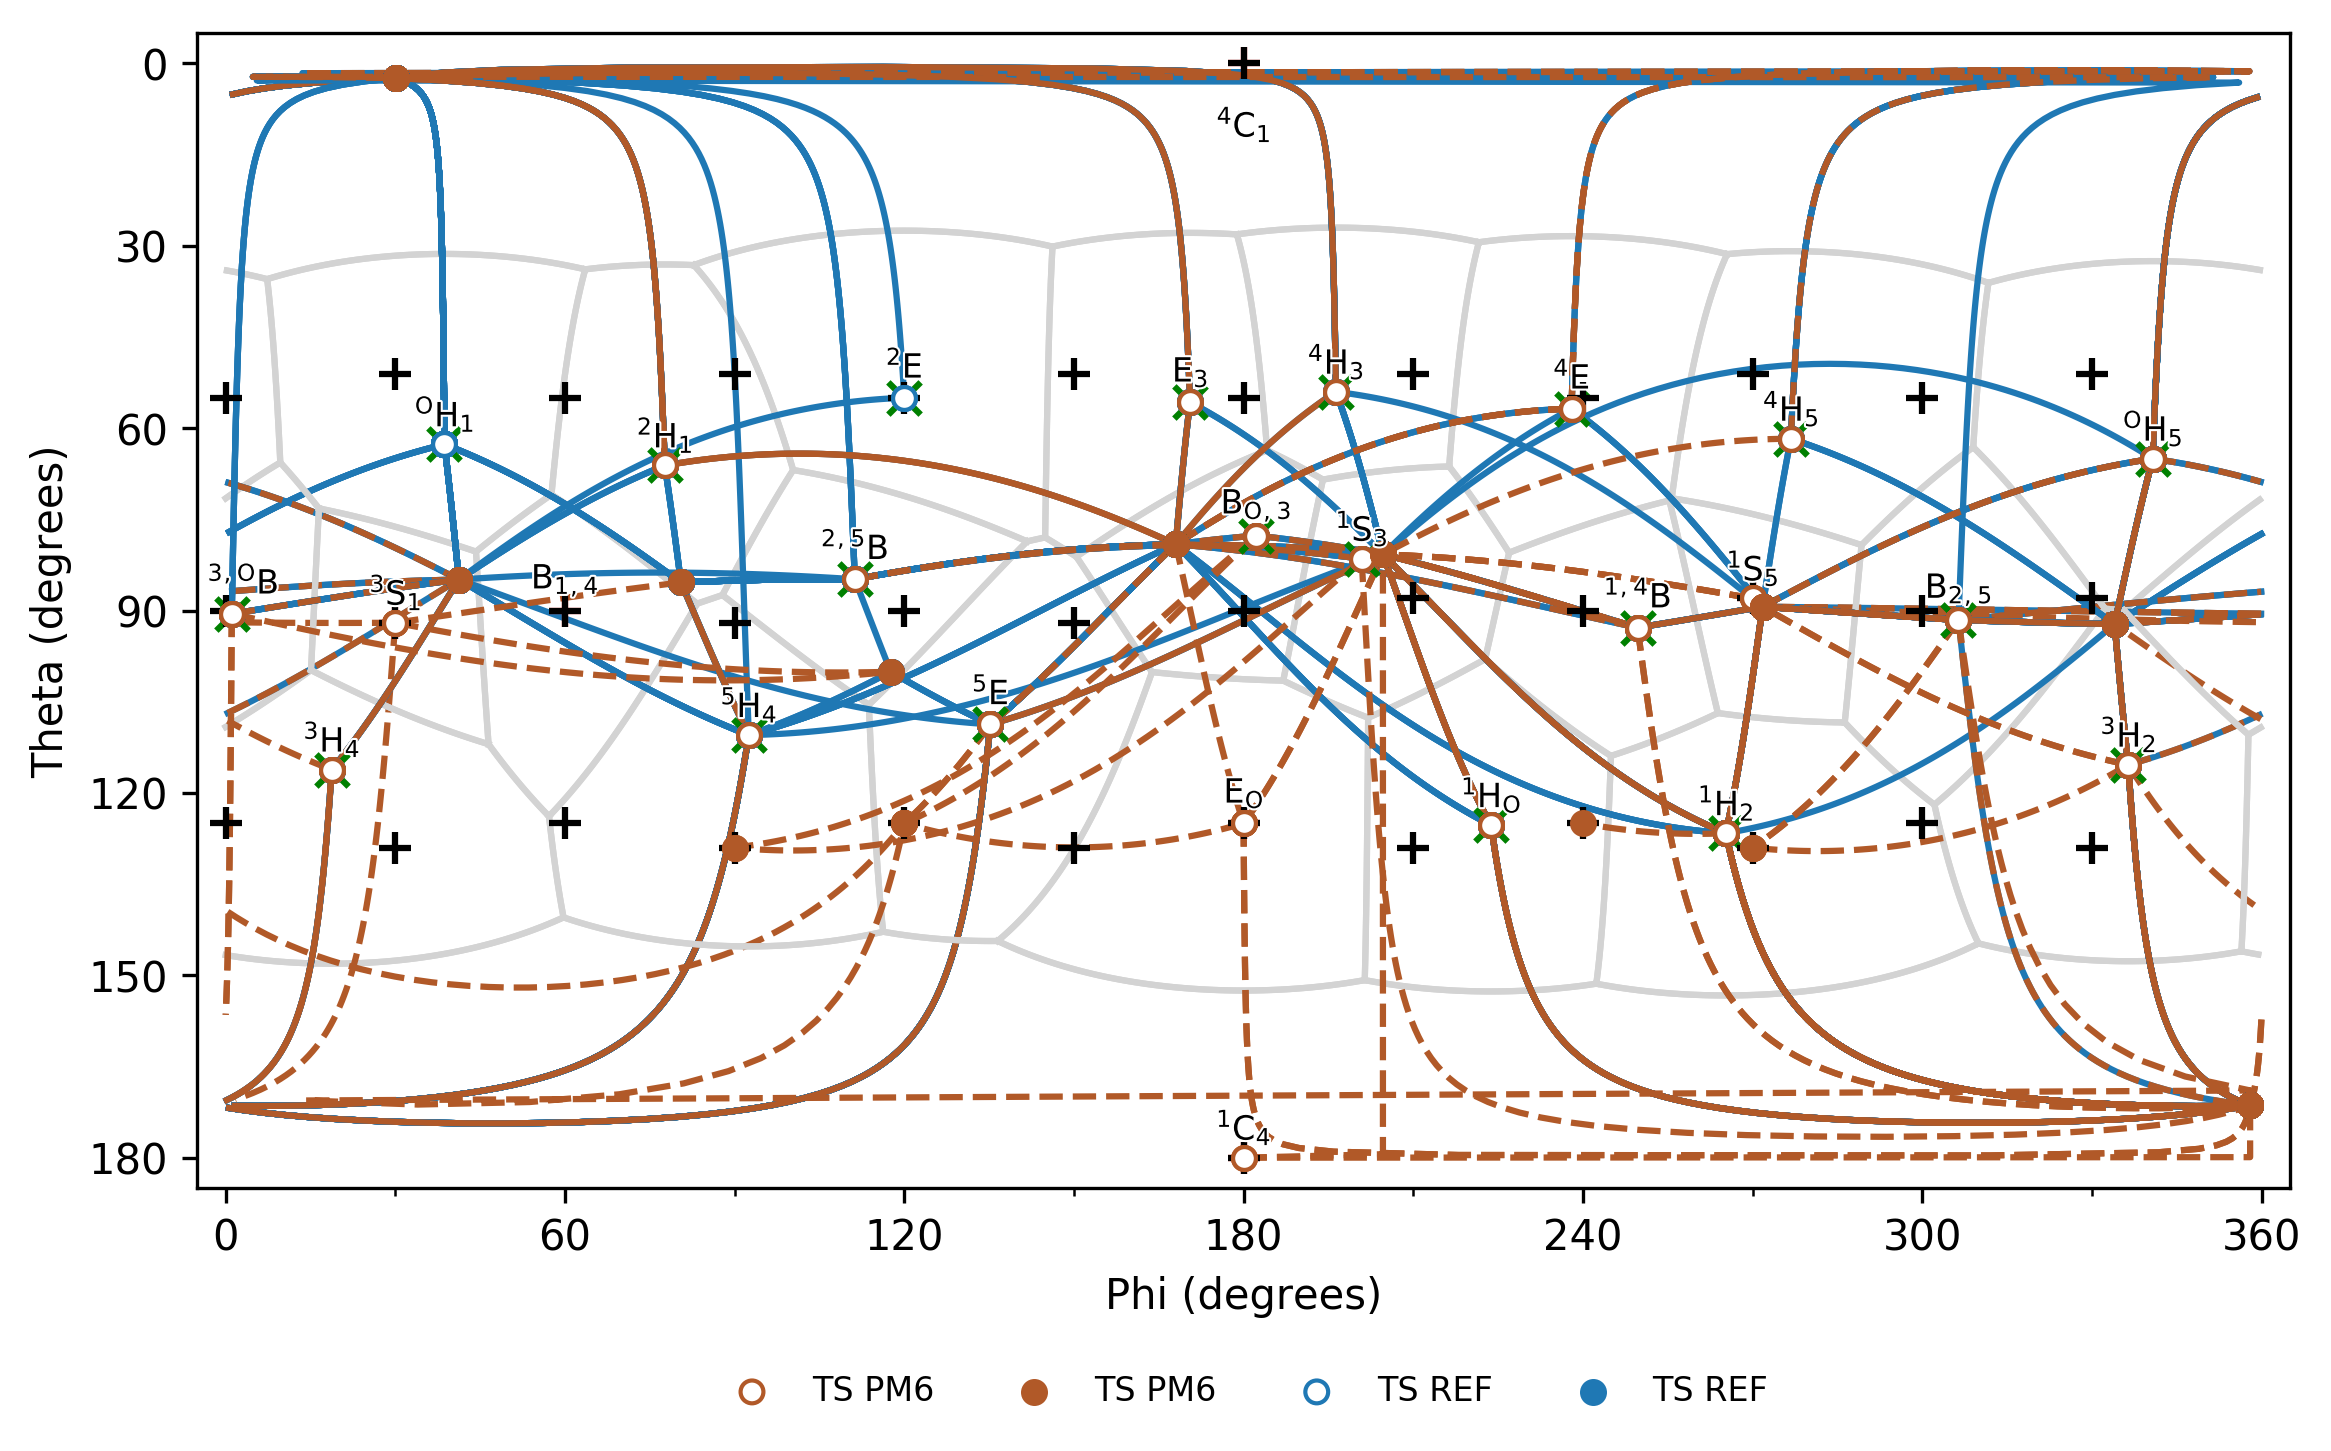 0
30
60
90
120
150
180
Theta (degrees)
⁴C₁
²E
E₃
⁴H₃
⁴E
ᴼH₁
²H₁
⁴H₅
ᴼH₅
B_O,3
¹S₃
²,⁵B
³,ᴼB
³S₁
B₁,₄
¹S₅
¹,⁴B
B₂,₅
⁵H₄
⁵E
³H₄
³H₂
E_O
¹H_O
¹H₂
¹C₄
0 60 120 180 240 300 360
Phi (degrees)
TS PM6 TS PM6 TS REF TS REF